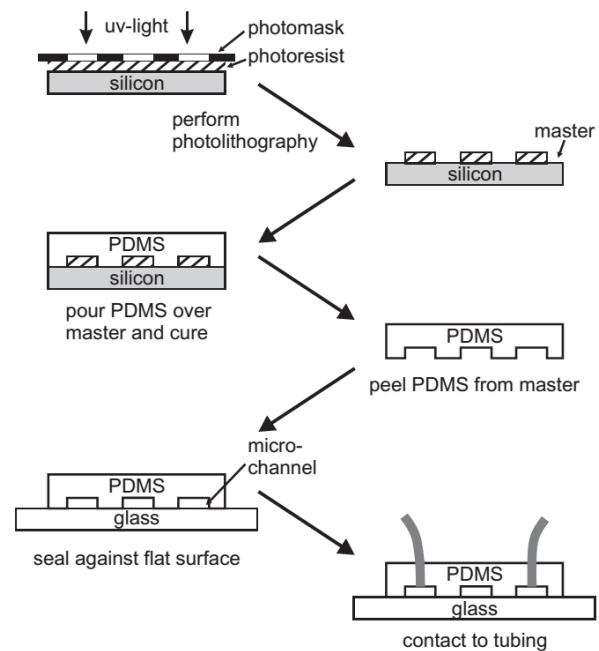 uv-light
photomask
photoresist
silicon
perform
photolithography
master
silicon
PDMS
silicon
pour PDMS over
master and cure
PDMS
peel PDMS from master
micro-
channel
PDMS
glass
seal against flat surface
PDMS
glass
contact to tubing